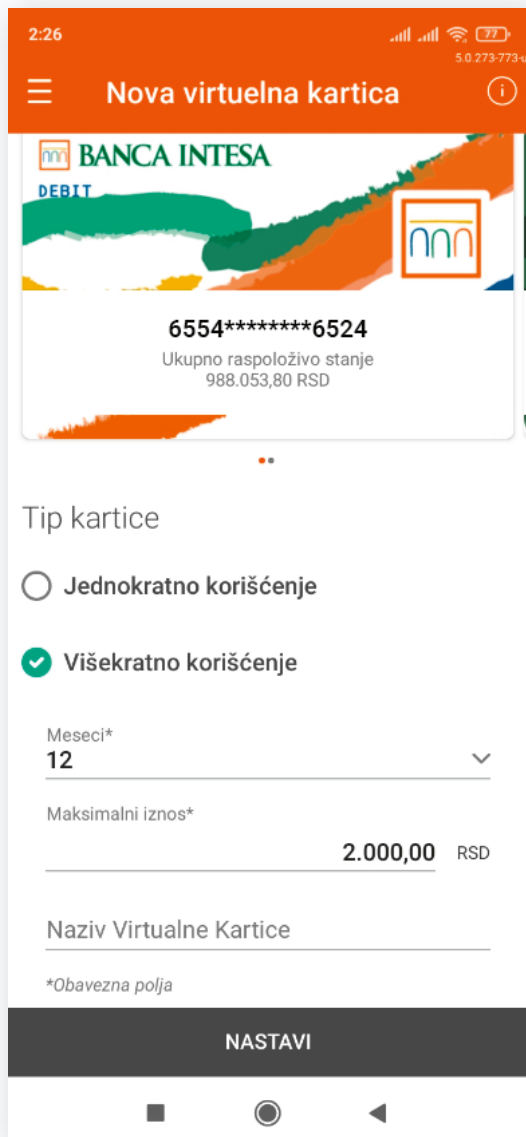 2:26
77
5.0.273-773-u
Nova virtuelna kartica
BANCA INTESA
DEBIT
6554********6524
Ukupno raspoloživo stanje
988.053,80 RSD
Tip kartice
Jednokratno korišćenje
Višekratno korišćenje
Meseci*
12
Maksimalni iznos*
2.000,00 RSD
Naziv Virtualne Kartice
*Obavezna polja
NASTAVI